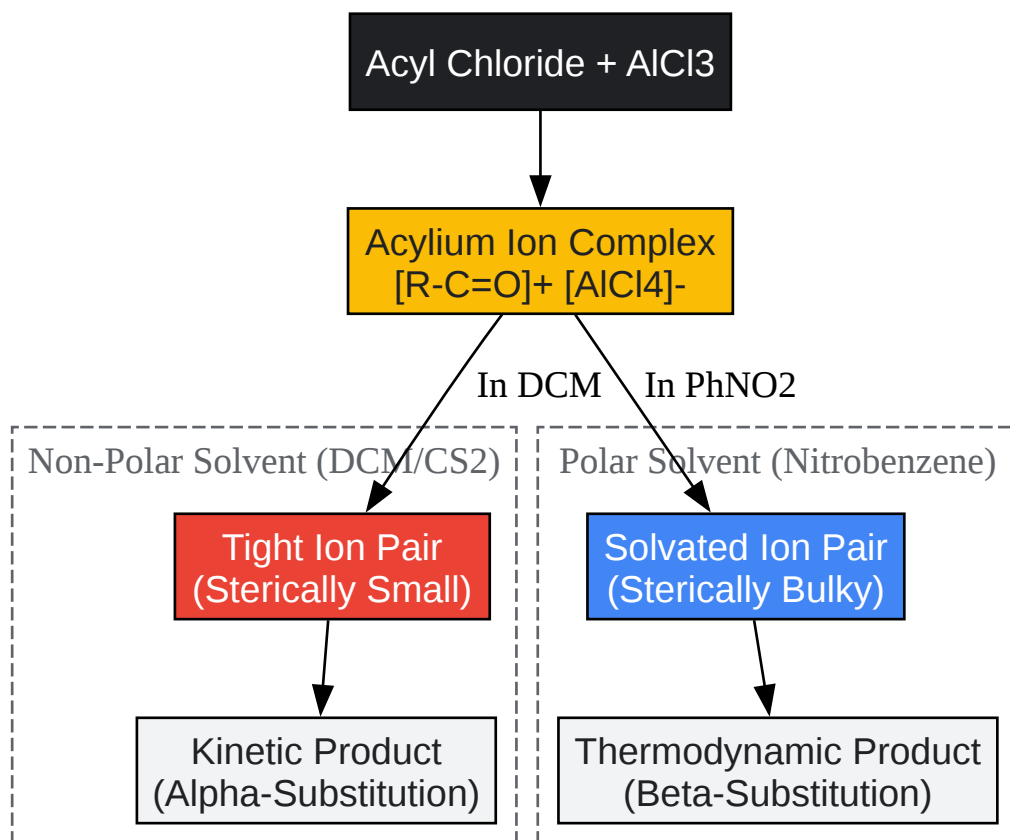 Acyl Chloride + AlCl3
Acylium Ion Complex
[R-C=O]+ [AlCl4]-
In DCM
In PhNO2
Non-Polar Solvent (DCM/CS2)
Polar Solvent (Nitrobenzene)
Tight Ion Pair
(Sterically Small)
Solvated Ion Pair
(Sterically Bulky)
Kinetic Product
(Alpha-Substitution)
Thermodynamic Product
(Beta-Substitution)